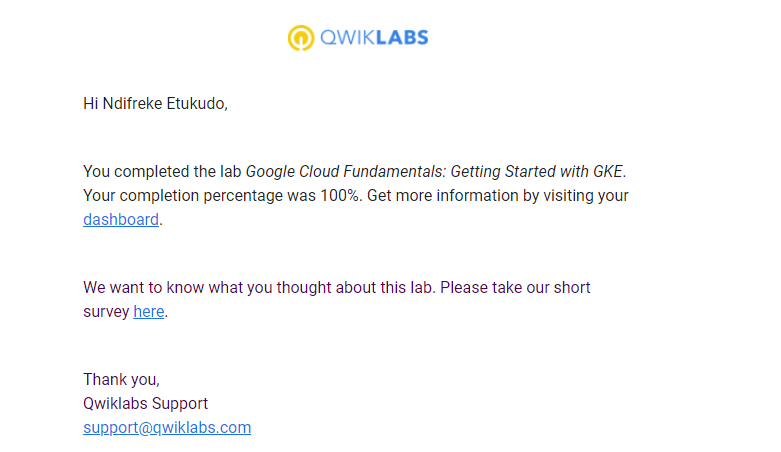 QWIKLABS
Hi Ndifreke Etukudo,
You completed the lab Google Cloud Fundamentals: Getting Started with GKE.
Your completion percentage was 100%. Get more information by visiting your
dashboard.
We want to know what you thought about this lab. Please take our short
survey here.
Thank you,
Qwiklabs Support
support@qwiklabs.com